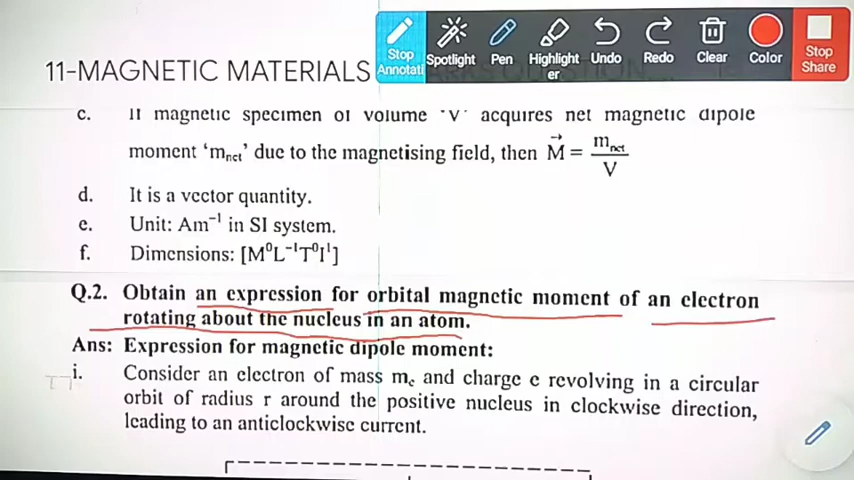 Stop
Annotati
Spotlight
Pen
Highlight
er
Undo
Redo
Clear
Color
Stop
Share
11-MAGNETIC MATERIALS
c. If magnetic specimen of volume 'V' acquires net magnetic dipole
moment 'mnet' due to the magnetising field, then M⃗ = mnet / V
d. It is a vector quantity.
e. Unit: Am⁻¹ in SI system.
f. Dimensions: [M⁰L⁻¹T⁰I¹]
Q.2. Obtain an expression for orbital magnetic moment of an electron
rotating about the nucleus in an atom.
Ans: Expression for magnetic dipole moment:
i. Consider an electron of mass mₑ and charge e revolving in a circular
orbit of radius r around the positive nucleus in clockwise direction,
leading to an anticlockwise current.